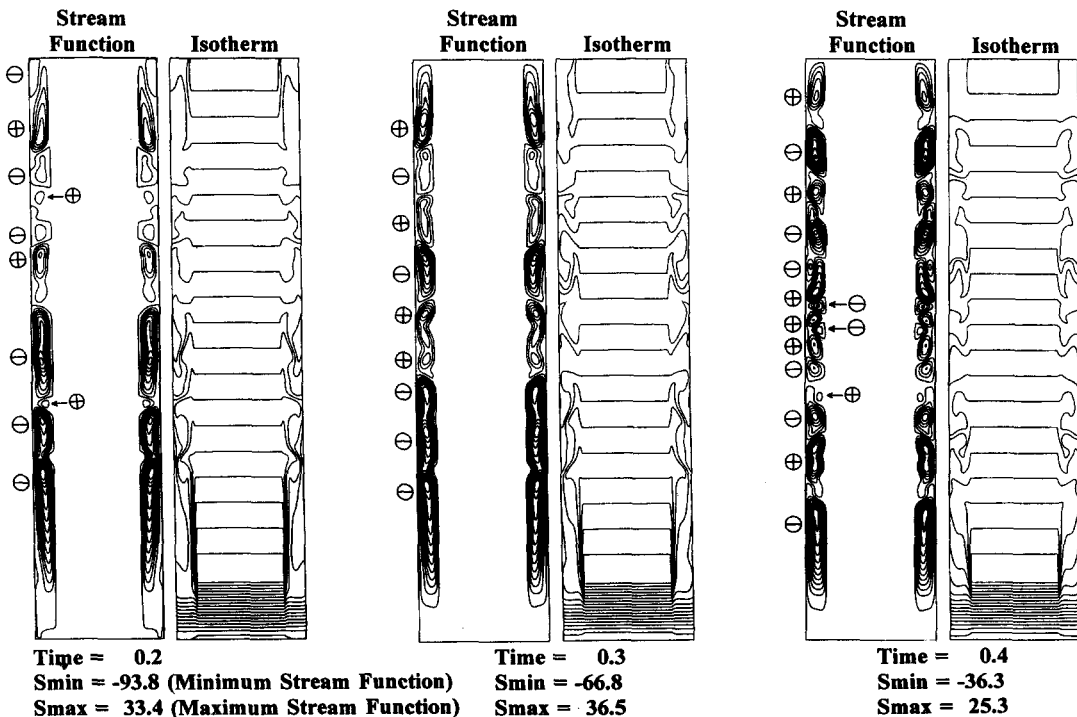 Stream Function Isotherm
Stream Function Isotherm
Stream Function Isotherm
⊖
⊕
⊖
←⊕
⊖
⊕
⊖
←⊕
⊖
⊖
⊕
⊖
⊕
⊖
⊕
⊕
⊖
⊖
⊖
⊕
⊖
⊕
⊖
⊖
⊕
←⊖
⊕
←⊖
⊕
⊖
←⊕
⊖
⊕
⊖
Time = 0.2
Smin = -93.8 (Minimum Stream Function)
Smax = 33.4 (Maximum Stream Function)
Time = 0.3
Smin = -66.8
Smax = 36.5
Time = 0.4
Smin = -36.3
Smax = 25.3